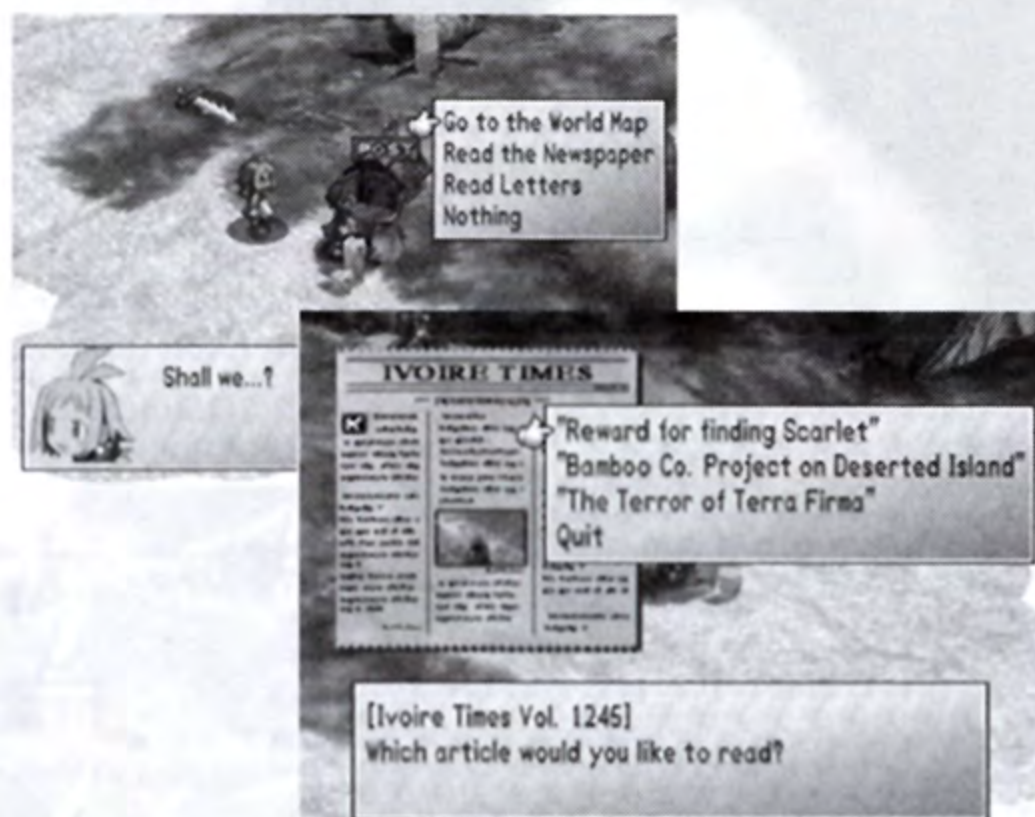 POST
Go to the World Map
Read the Newspaper
Read Letters
Nothing
Shall we...?
IVOIRE TIMES
"Reward for finding Scarlet"
"Bamboo Co. Project on Deserted Island"
"The Terror of Terra Firma"
Quit
[Ivoire Times Vol. 1245]
Which article would you like to read?